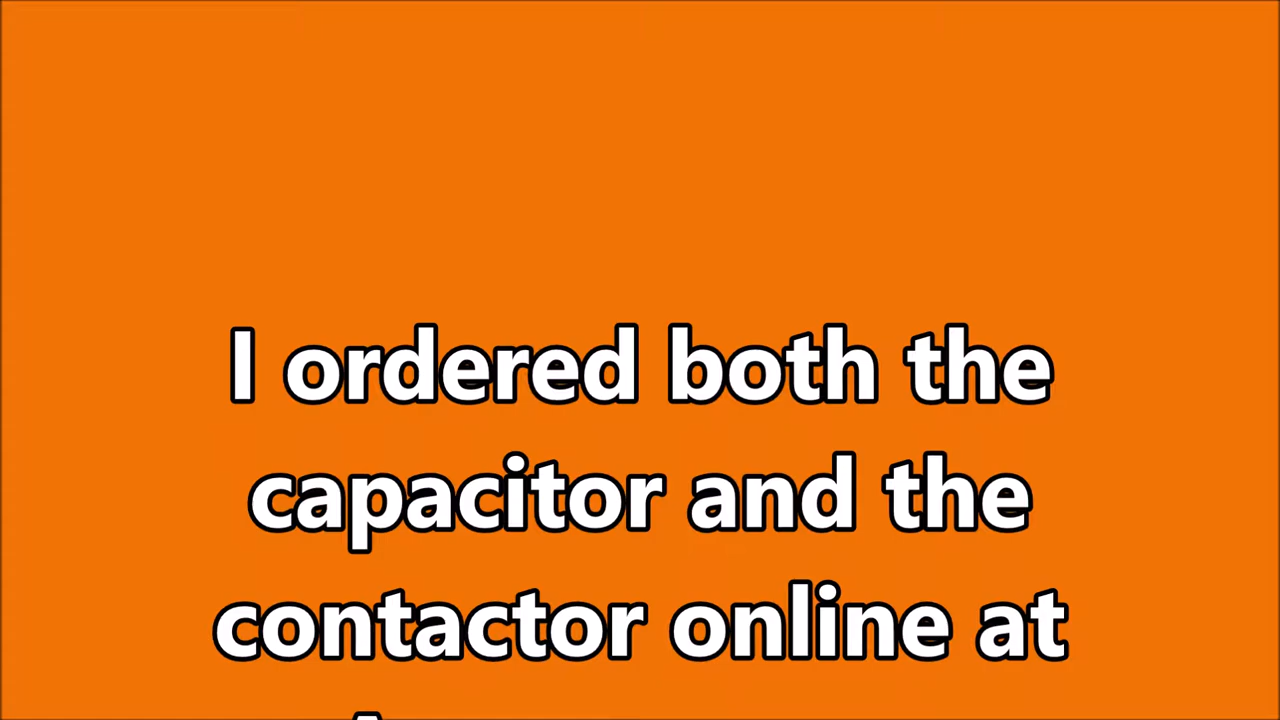 I ordered both the
capacitor and the
contactor online at